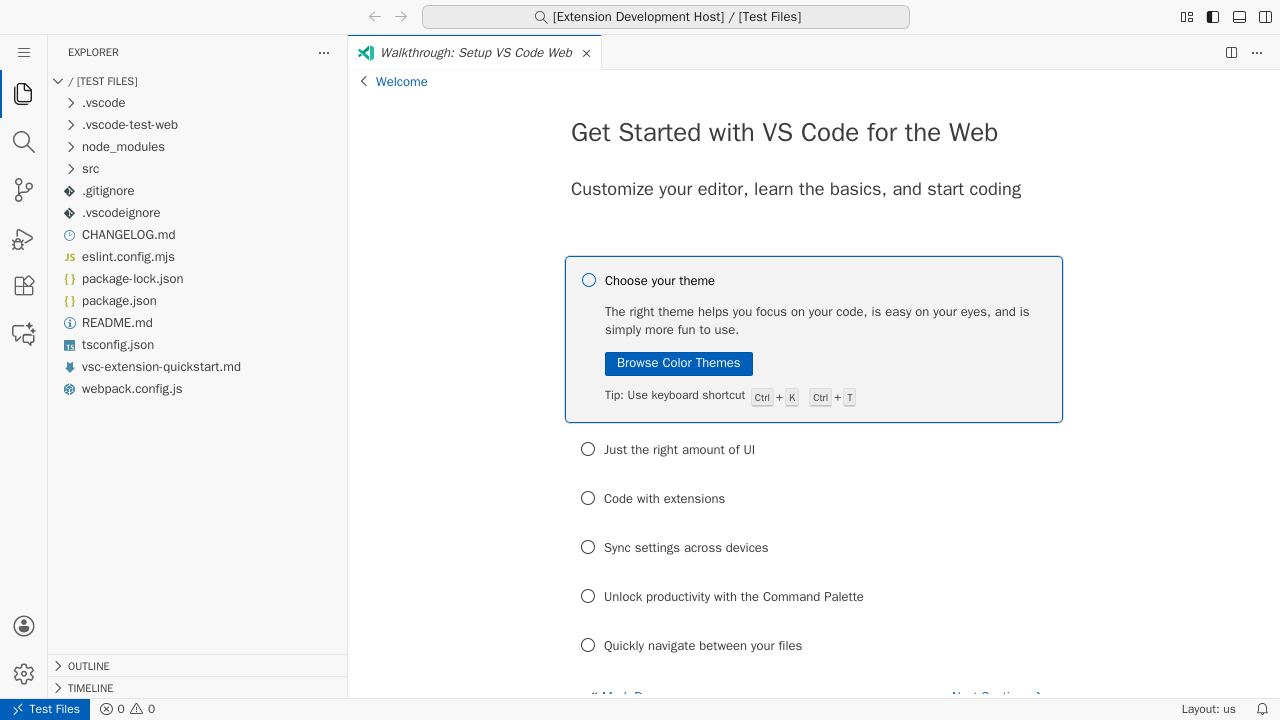 [Extension Development Host] / [Test Files]
EXPLORER
/ [TEST FILES]
.vscode
.vscode-test-web
node_modules
src
.gitignore
.vscodeignore
CHANGELOG.md
eslint.config.mjs
package-lock.json
package.json
README.md
tsconfig.json
vsc-extension-quickstart.md
webpack.config.js
OUTLINE
TIMELINE
Walkthrough: Setup VS Code Web
Welcome
Get Started with VS Code for the Web
Customize your editor, learn the basics, and start coding
Choose your theme
The right theme helps you focus on your code, is easy on your eyes, and is
simply more fun to use.
Browse Color Themes
Tip: Use keyboard shortcut Ctrl + K Ctrl + T
Just the right amount of UI
Code with extensions
Sync settings across devices
Unlock productivity with the Command Palette
Quickly navigate between your files
Test Files
0
0
Layout: us